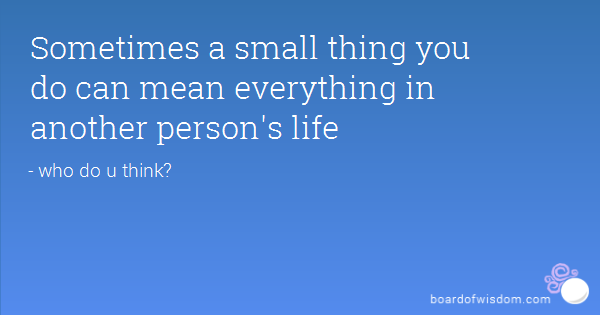 Sometimes a small thing you
do can mean everything in
another person's life
- who do u think?
boardofwisdom.com